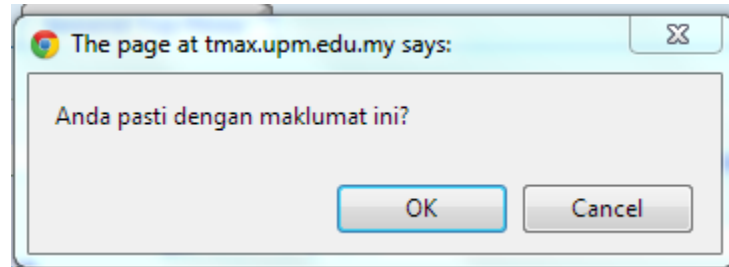 The page at tmax.upm.edu.my says:
Anda pasti dengan maklumat ini?
OK
Cancel